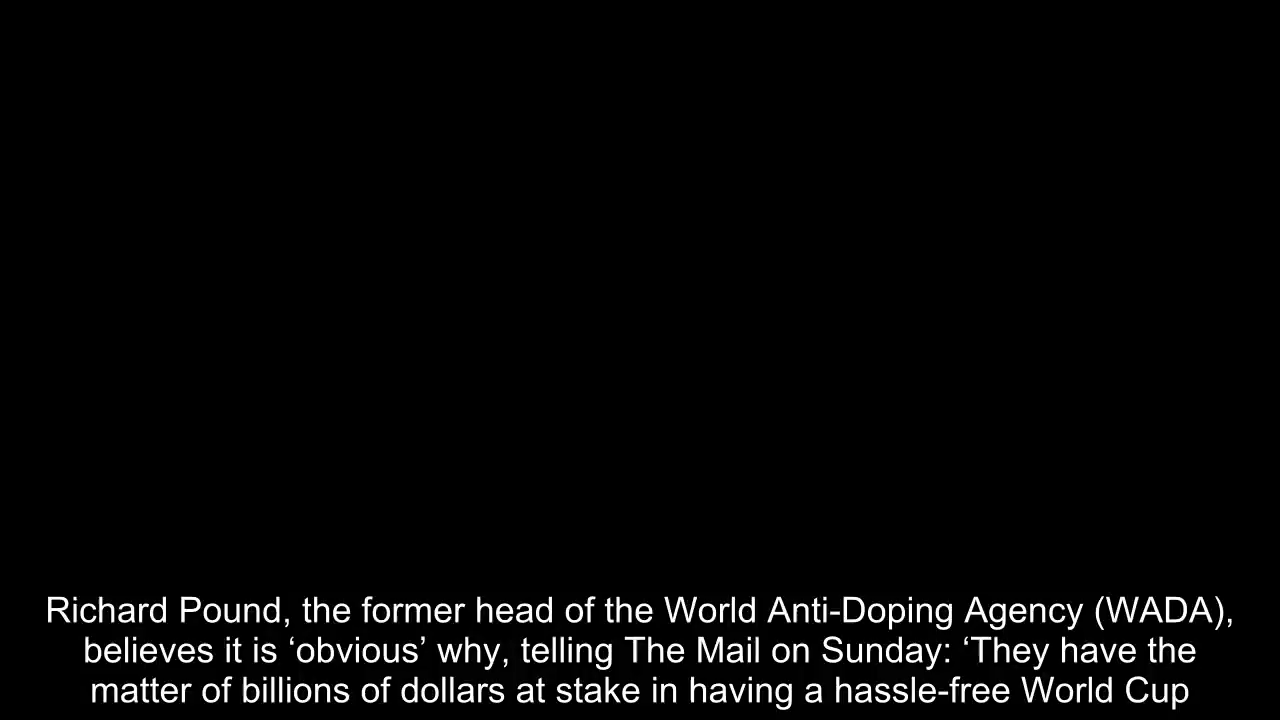 Richard Pound, the former head of the World Anti-Doping Agency (WADA),
believes it is ‘obvious’ why, telling The Mail on Sunday: ‘They have the
matter of billions of dollars at stake in having a hassle-free World Cup